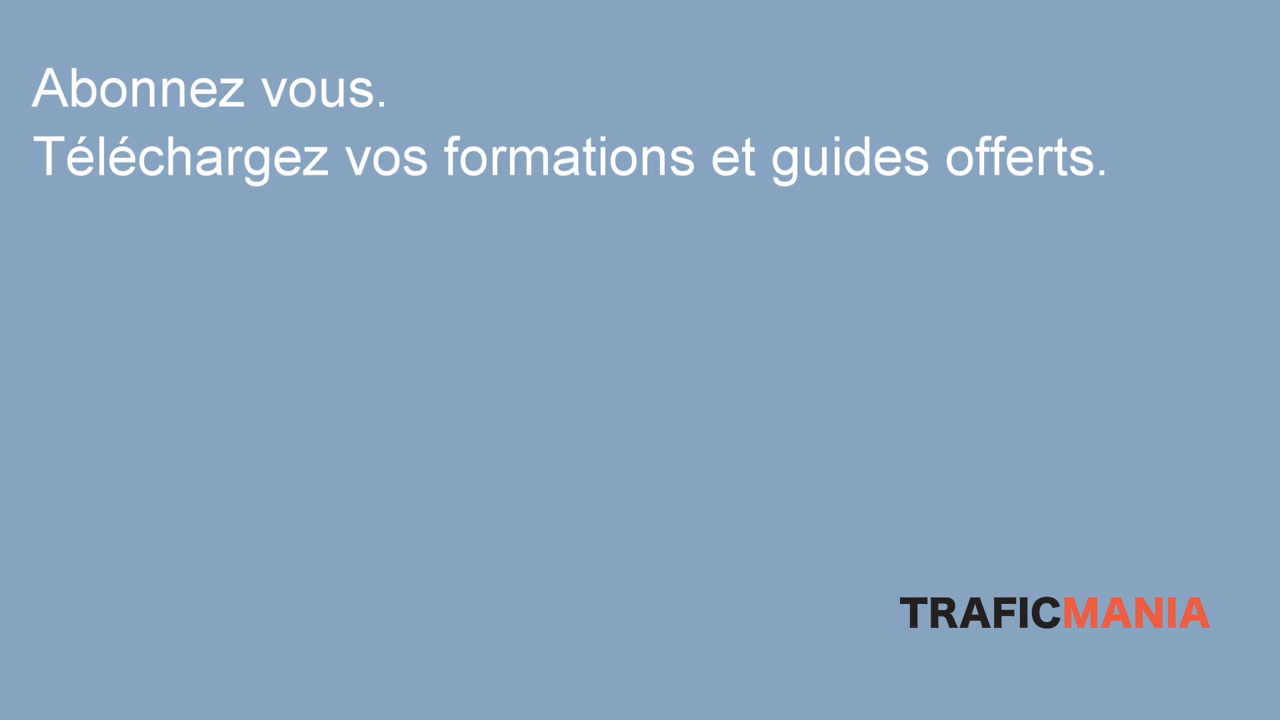 Abonnez vous.
Téléchargez vos formations et guides offerts.
TRAFICMANIA